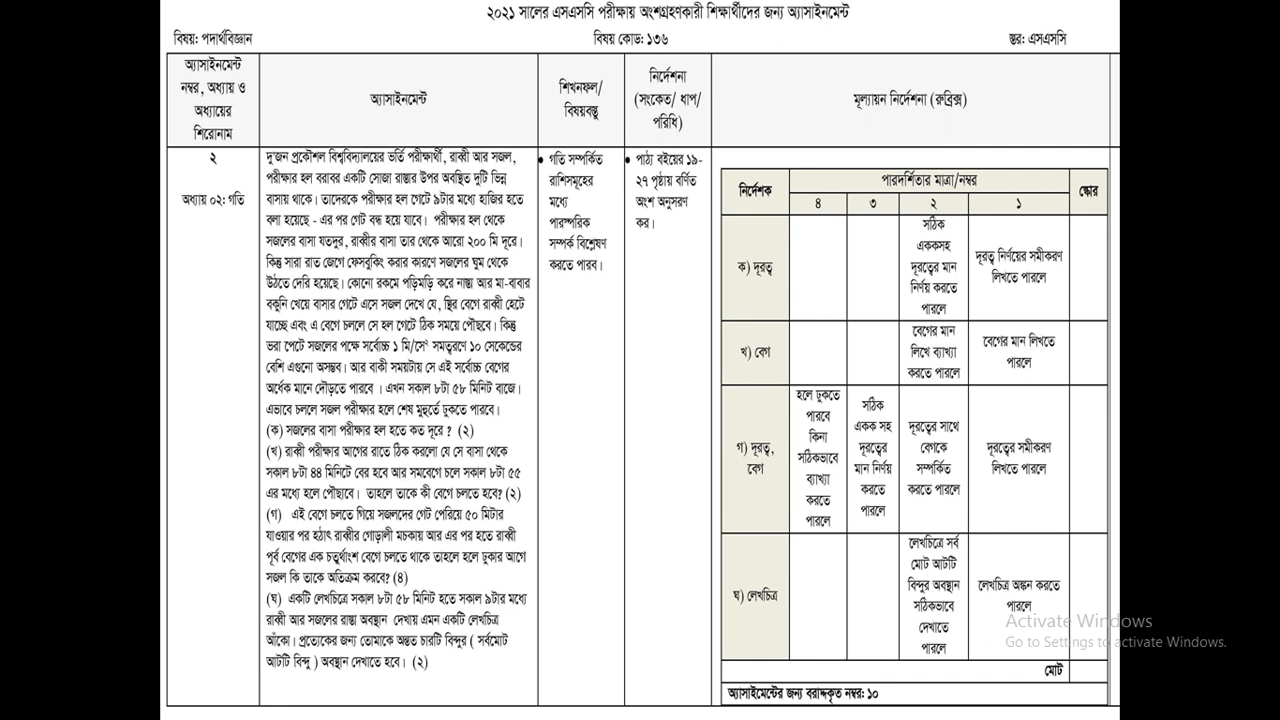 ২০২১ সালের এসএসসি পরীক্ষায় অংশগ্রহণকারী শিক্ষার্থীদের জন্য অ্যাসাইনমেন্ট
বিষয়: পদার্থবিজ্ঞান
বিষয় কোড: ১৩৬
স্তর: এসএসসি
অ্যাসাইনমেন্ট
নম্বর, অধ্যায় ও
অধ্যায়ের
শিরোনাম
অ্যাসাইনমেন্ট
শিখনফল/
বিষয়বস্তু
নির্দেশনা
(সংকেত/ ধাপ/
পরিধি)
মূল্যায়ন নির্দেশনা (রুব্রিক্স)
২
অধ্যায় ০২: গতি
দু'জন প্রকৌশল বিশ্ববিদ্যালয়ের ভর্তি পরীক্ষার্থী, রাব্বী আর সজল,
পরীক্ষার হল বরাবর একটি সোজা রাস্তার উপর অবস্থিত দুটি ভিন্ন
বাসায় থাকে। তাদেরকে পরীক্ষার হল গেটে ৯টার মধ্যে হাজির হতে
বলা হয়েছে - এর পর গেট বন্ধ হয়ে যাবে। পরীক্ষার হল থেকে
সজলের বাসা যতদুর, রাব্বীর বাসা তার থেকে আরো ২০০ মি দূরে।
কিন্তু সারা রাত জেগে ফেসবুকিং করার কারণে সজলের ঘুম থেকে
উঠতে দেরি হয়েছে। কোনো রকমে পড়িমড়ি করে নাস্তা আর মা-বাবার
বকুনি খেয়ে বাসার গেটে এসে সজল দেখে যে, স্থির বেগে রাব্বী হেটে
যাচ্ছে এবং এ বেগে চললে সে হল গেটে ঠিক সময়ে পৌছবে। কিন্তু
ভরা পেটে সজলের পক্ষে সর্বোচ্চ ১ মি/সে² সমত্বরণে ১০ সেকেন্ডের
বেশি এগুনো অসম্ভব। আর বাকী সময়টায় সে এই সর্বোচ্চ বেগের
অর্ধেক মানে দৌড়তে পারবে । এখন সকাল ৮টা ৫৮ মিনিট বাজে।
এভাবে চললে সজল পরীক্ষার হলে শেষ মুহূর্তে ঢুকতে পারবে।
(ক) সজলের বাসা পরীক্ষার হল হতে কত দূরে ? (২)
(খ) রাব্বী পরীক্ষার আগের রাতে ঠিক করলো যে সে বাসা থেকে
সকাল ৮টা ৪৪ মিনিটে বের হবে আর সমবেগে চলে সকাল ৮টা ৫৫
এর মধ্যে হলে পৌছাবে। তাহলে তাকে কী বেগে চলতে হবে? (২)
(গ) এই বেগে চলতে গিয়ে সজলদের গেট পেরিয়ে ৫০ মিটার
যাওয়ার পর হঠাৎ রাব্বীর গোড়ালী মচকায় আর এর পর হতে রাব্বী
পূর্ব বেগের এক চতুর্থাংশ বেগে চলতে থাকে তাহলে হলে ঢুকার আগে
সজল কি তাকে অতিক্রম করবে? (৪)
(ঘ) একটি লেখচিত্রে সকাল ৮টা ৫৮ মিনিট হতে সকাল ৯টার মধ্যে
রাব্বী আর সজলের রাস্তা অবস্থান দেখায় এমন একটি লেখচিত্র
আঁকো। প্রত্যেকের জন্য তোমাকে অন্তত চারটি বিন্দুর ( সর্বমোট
আটটি বিন্দু ) অবস্থান দেখাতে হবে। (২)
• গতি সম্পর্কিত
রাশিসমূহের
মধ্যে
পারস্পরিক
সম্পর্ক বিশ্লেষণ
করতে পারব।
• পাঠ্য বইয়ের ১৯-
২৭ পৃষ্ঠায় বর্ণিত
অংশ অনুসরণ
কর।
নির্দেশক
পারদর্শিতার মাত্রা/নম্বর
স্কোর
৪ ৩ ২ ১
ক) দূরত্ব
সঠিক
এককসহ
দূরত্বের মান
নির্ণয় করতে
পারলে
দূরত্ব নির্ণয়ের সমীকরণ
লিখতে পারলে
খ) বেগ
বেগের মান
লিখে ব্যাখ্যা
করতে পারলে
বেগের মান লিখতে
পারলে
গ) দূরত্ব,
বেগ
হলে ঢুকতে
পারবে
কিনা
সঠিকভাবে
ব্যাখ্যা
করতে
পারলে
সঠিক
একক সহ
দূরত্বের
মান নির্ণয়
করতে
পারলে
দূরত্বের সাথে
বেগকে
সম্পর্কিত
করতে পারলে
দূরত্বের সমীকরণ
লিখতে পারলে
ঘ) লেখচিত্র
লেখচিত্রে সর্ব
মোট আটটি
বিন্দুর অবস্থান
সঠিকভাবে
দেখাতে
পারলে
লেখচিত্র অঙ্কন করতে
পারলে
মোট
অ্যাসাইমেন্টের জন্য বরাদ্দকৃত নম্বর: ১০
Activate Windows
Go to Settings to activate Windows.